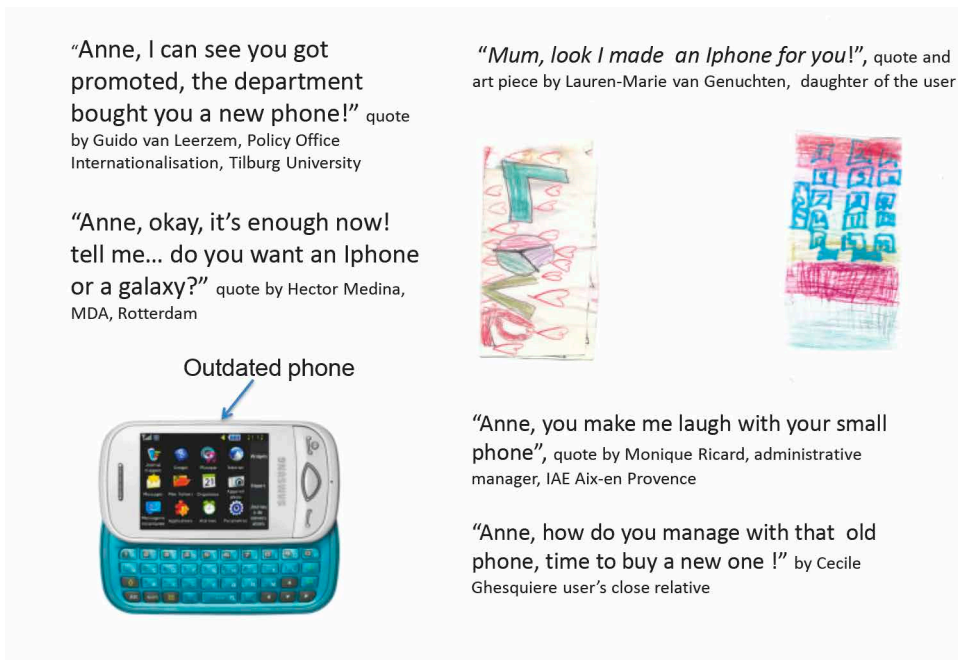 “Anne, I can see you got
promoted, the department
bought you a new phone!” quote
by Guido van Leerzem, Policy Office
Internationalisation, Tilburg University
“Anne, okay, it’s enough now!
tell me… do you want an Iphone
or a galaxy?” quote by Hector Medina,
MDA, Rotterdam
Outdated phone
21:12
Widgets
SAMSUNG
“Mum, look I made an Iphone for you!”, quote and
art piece by Lauren-Marie van Genuchten, daughter of the user
LOVe
“Anne, you make me laugh with your small
phone”, quote by Monique Ricard, administrative
manager, IAE Aix-en Provence
“Anne, how do you manage with that old
phone, time to buy a new one !” by Cecile
Ghesquiere user’s close relative